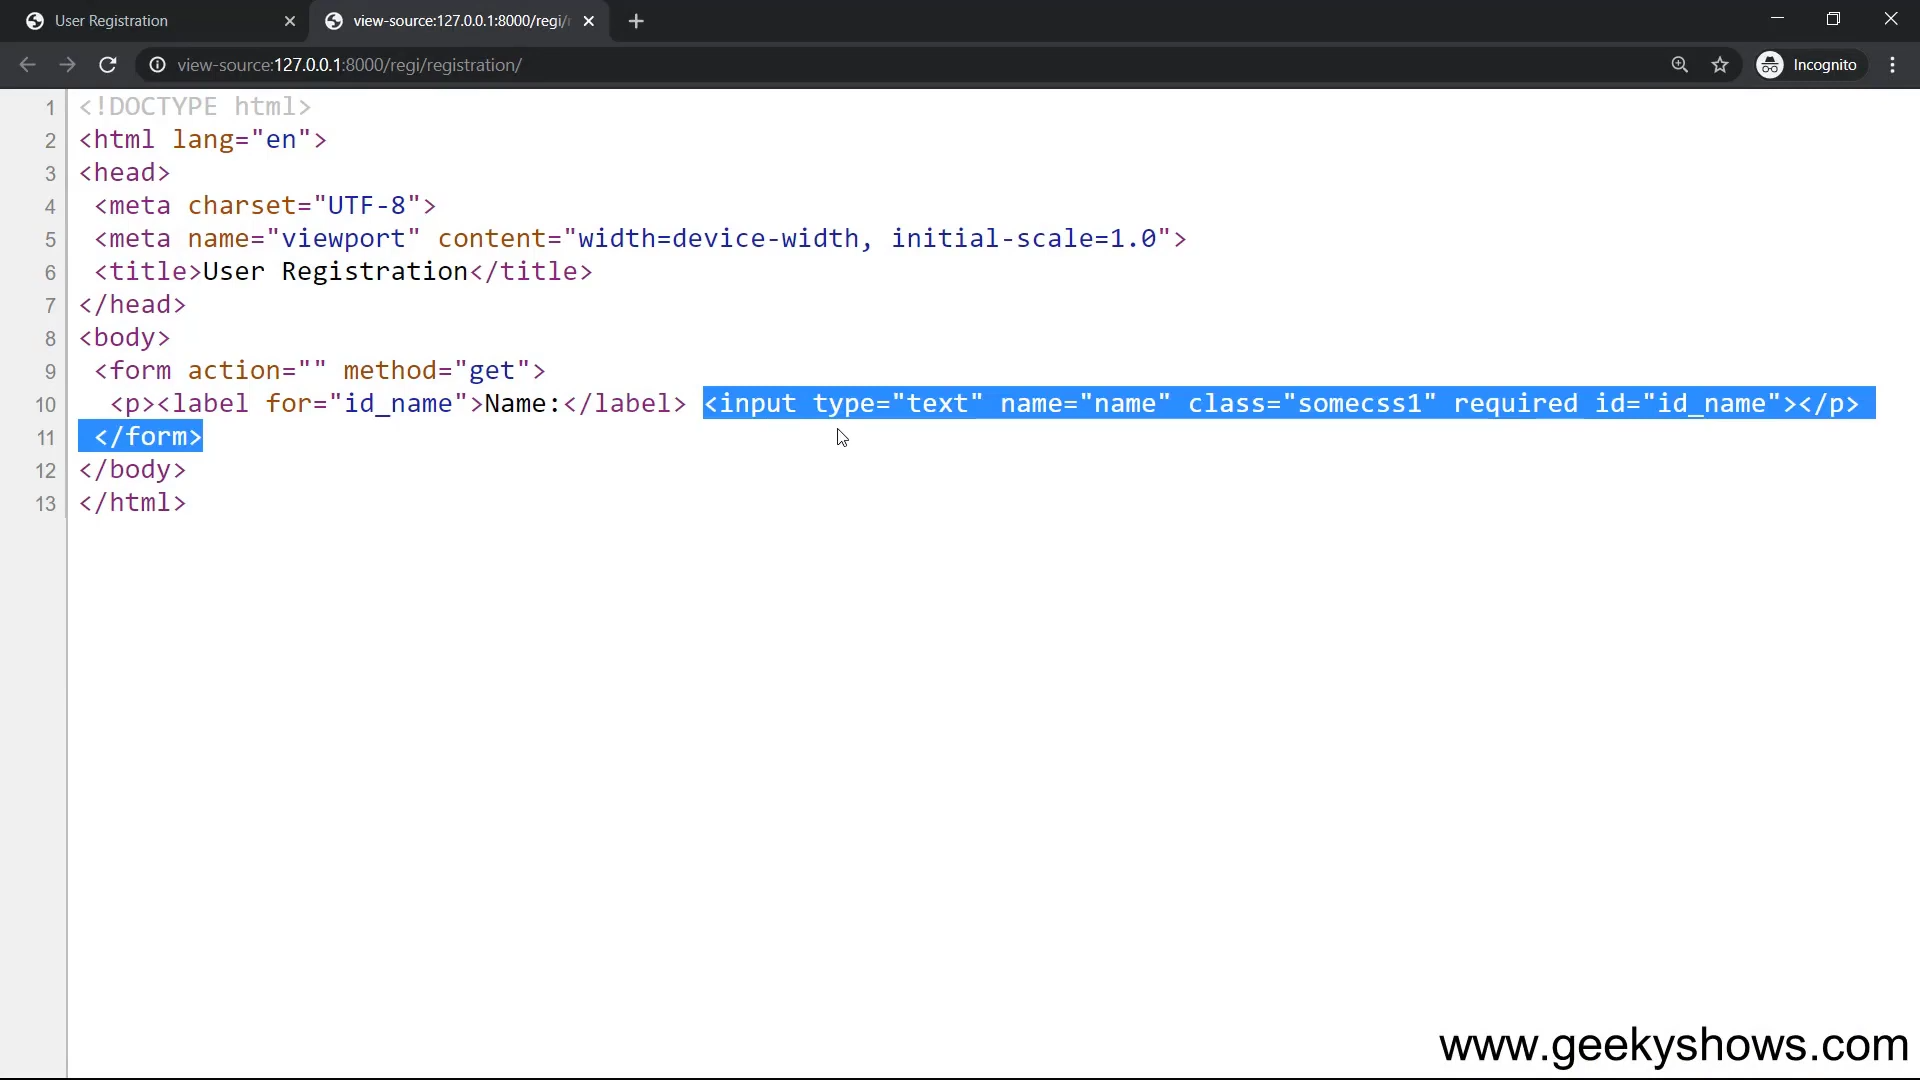 User Registration
view-source:127.0.0.1:8000/regi/
view-source:127.0.0.1:8000/regi/registration/
Incognito
1 <!DOCTYPE html>
2 <html lang="en">
3 <head>
4 <meta charset="UTF-8">
5 <meta name="viewport" content="width=device-width, initial-scale=1.0">
6 <title>User Registration</title>
7 </head>
8 <body>
9 <form action="" method="get">
10 <p><label for="id_name">Name:</label> <input type="text" name="name" class="somecss1" required id="id_name"></p>
11 </form>
12 </body>
13 </html>
www.geekyshows.com